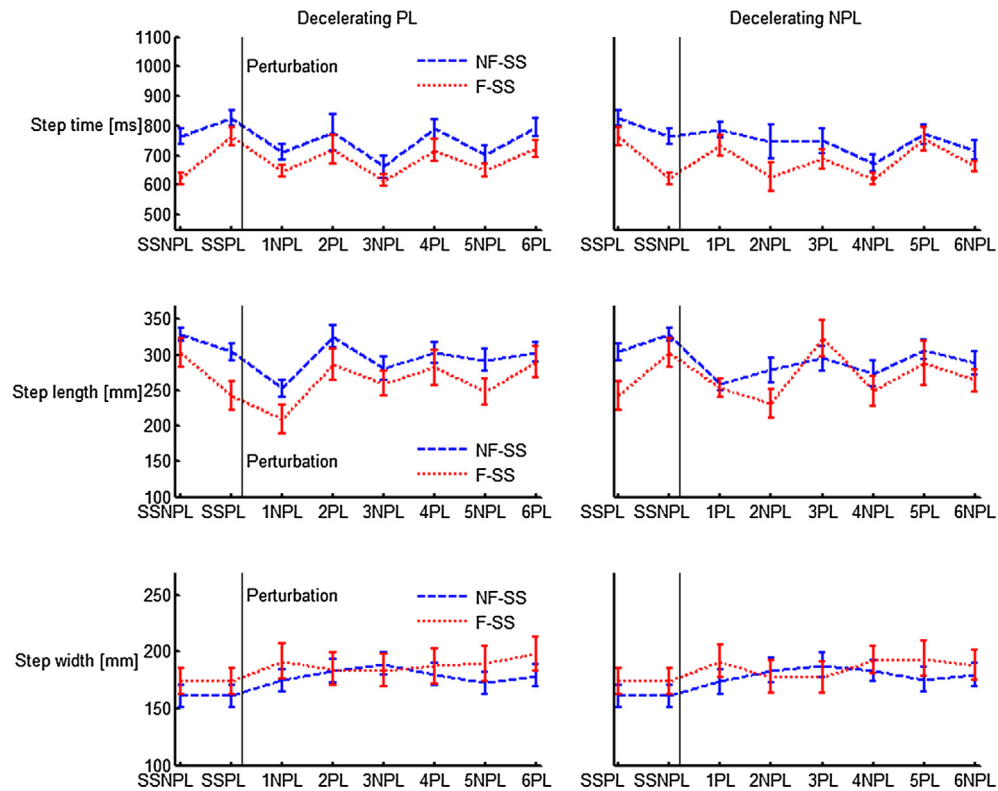 Decelerating PL
Decelerating NPL
Step time [ms]
1100
1000
900
800
700
600
500
Perturbation
NF-SS
F-SS
SSNPL SSPL 1NPL 2PL 3NPL 4PL 5NPL 6PL
SSPL SSNPL 1PL 2NPL 3PL 4NPL 5PL 6NPL
Step length [mm]
350
300
250
200
150
100
Perturbation
NF-SS
F-SS
SSNPL SSPL 1NPL 2PL 3NPL 4PL 5NPL 6PL
SSPL SSNPL 1PL 2NPL 3PL 4NPL 5PL 6NPL
Step width [mm]
250
200
150
100
Perturbation
NF-SS
F-SS
SSNPL SSPL 1NPL 2PL 3NPL 4PL 5NPL 6PL
SSPL SSNPL 1PL 2NPL 3PL 4NPL 5PL 6NPL